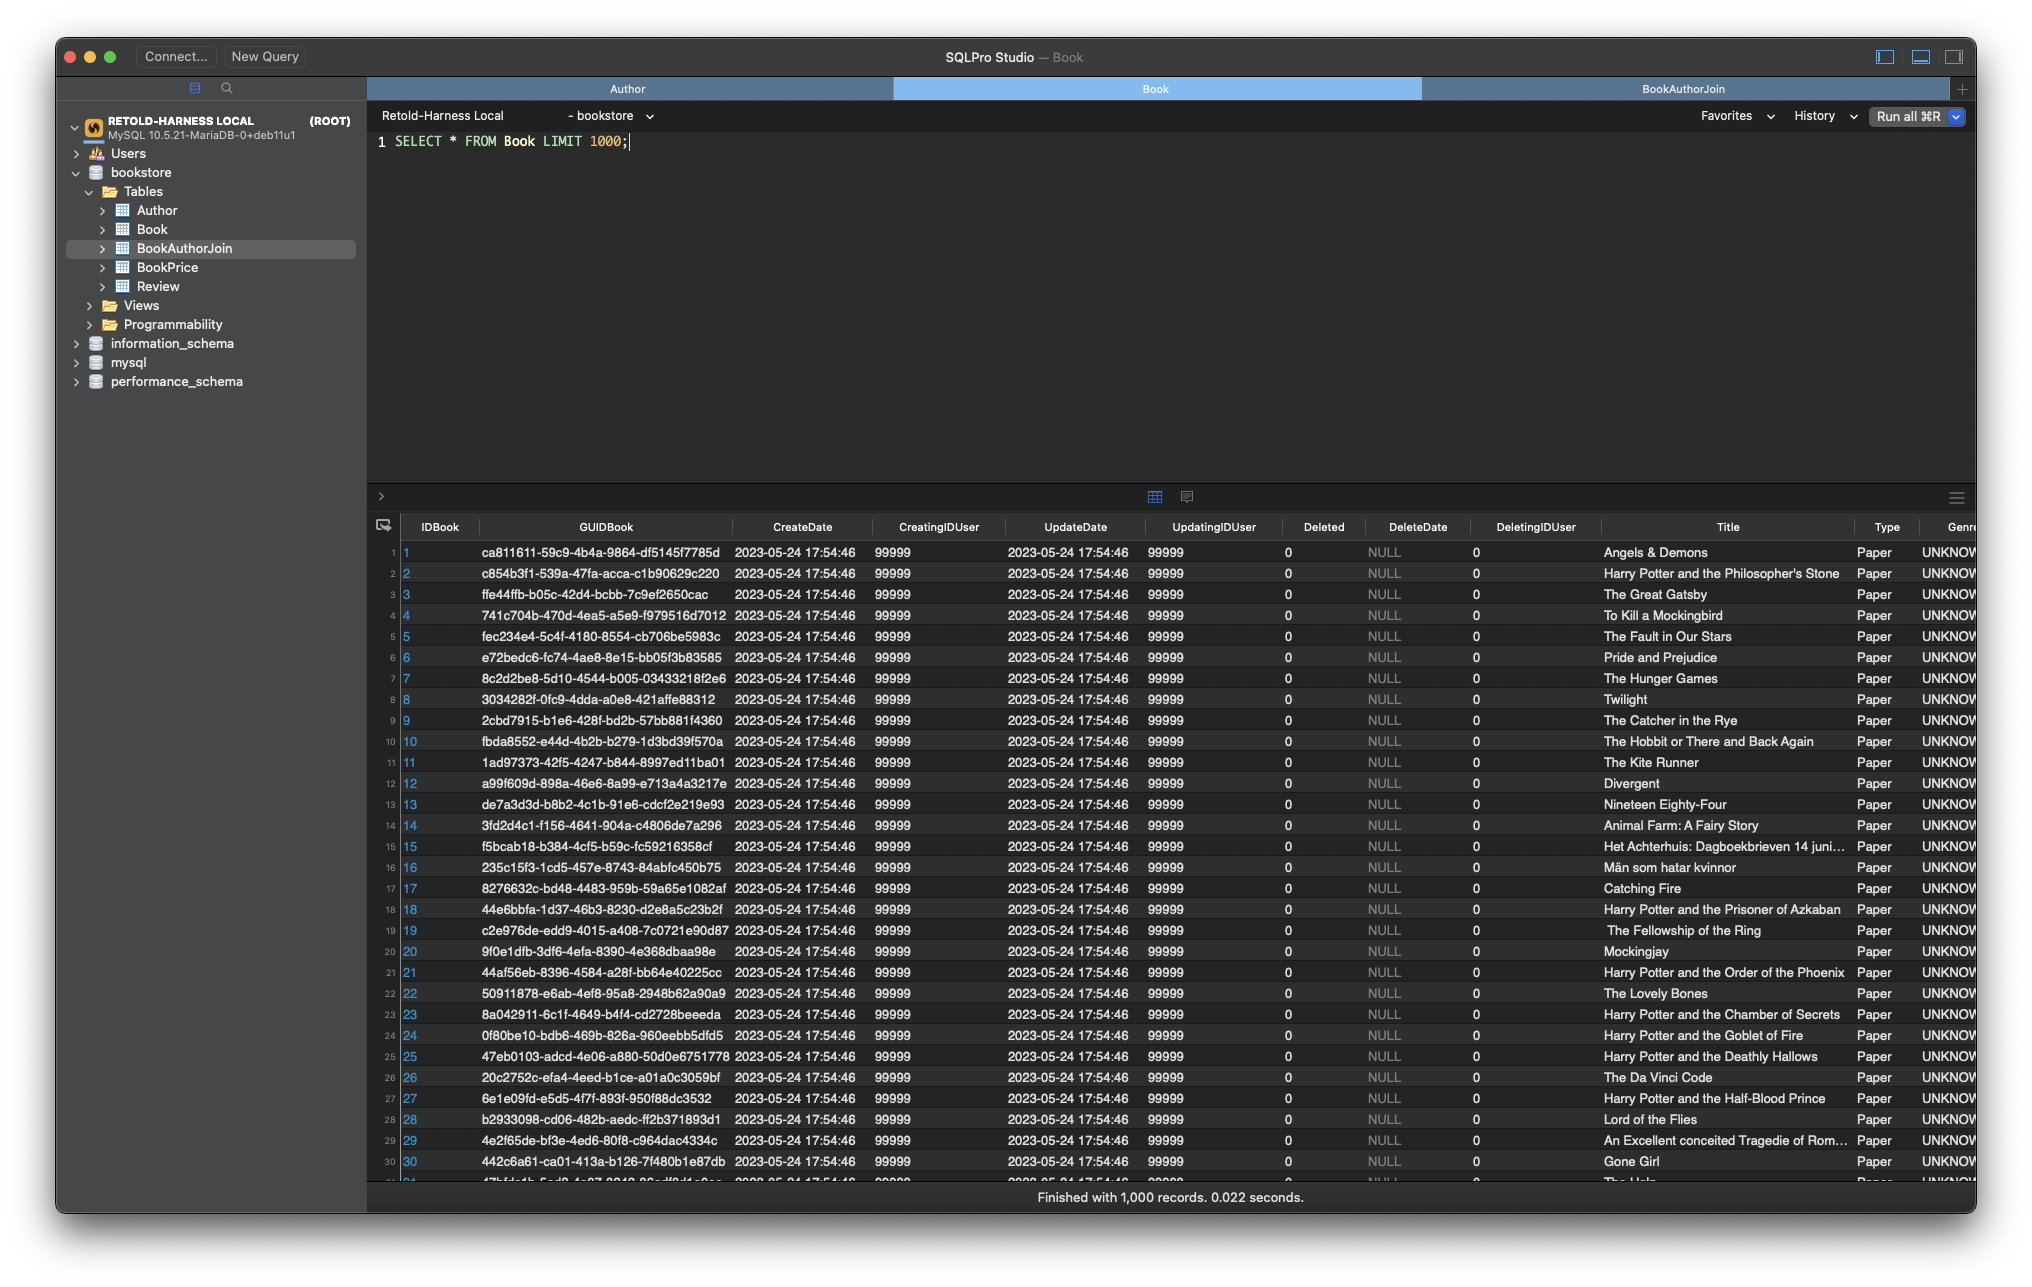 Connect...
New Query
SQLPro Studio — Book
Author
Book
BookAuthorJoin
RETOLD-HARNESS LOCAL (ROOT)
MySQL 10.5.21-MariaDB-0+deb11u1
Users
bookstore
Tables
Author
Book
BookAuthorJoin
BookPrice
Review
Views
Programmability
information_schema
mysql
performance_schema
Retold-Harness Local - bookstore
Favorites History Run all ⌘R
1 SELECT * FROM Book LIMIT 1000;
IDBook GUIDBook CreateDate CreatingIDUser UpdateDate UpdatingIDUser Deleted DeleteDate DeletingIDUser Title Type Genre
1 1 ca811611-59c9-4b4a-9864-df5145f7785d 2023-05-24 17:54:46 99999 2023-05-24 17:54:46 99999 0 NULL 0 Angels & Demons Paper UNKNOW
2 2 c854b3f1-539a-47fa-acca-c1b90629c220 2023-05-24 17:54:46 99999 2023-05-24 17:54:46 99999 0 NULL 0 Harry Potter and the Philosopher's Stone Paper UNKNOW
3 3 ffe44ffb-b05c-42d4-bcbb-7c9ef2650cac 2023-05-24 17:54:46 99999 2023-05-24 17:54:46 99999 0 NULL 0 The Great Gatsby Paper UNKNOW
4 4 741c704b-470d-4ea5-a5e9-f979516d7012 2023-05-24 17:54:46 99999 2023-05-24 17:54:46 99999 0 NULL 0 To Kill a Mockingbird Paper UNKNOW
5 5 fec234e4-5c4f-4180-8554-cb706be5983c 2023-05-24 17:54:46 99999 2023-05-24 17:54:46 99999 0 NULL 0 The Fault in Our Stars Paper UNKNOW
6 6 e72bedc6-fc74-4ae8-8e15-bb05f3b83585 2023-05-24 17:54:46 99999 2023-05-24 17:54:46 99999 0 NULL 0 Pride and Prejudice Paper UNKNOW
7 7 8c2d2be8-5d10-4544-b005-03433218f2e6 2023-05-24 17:54:46 99999 2023-05-24 17:54:46 99999 0 NULL 0 The Hunger Games Paper UNKNOW
8 8 3034282f-0fc9-4dda-a0e8-421affe88312 2023-05-24 17:54:46 99999 2023-05-24 17:54:46 99999 0 NULL 0 Twilight Paper UNKNOW
9 9 2cbd7915-b1e6-428f-bd2b-57bb881f4360 2023-05-24 17:54:46 99999 2023-05-24 17:54:46 99999 0 NULL 0 The Catcher in the Rye Paper UNKNOW
10 10 fbda8552-e44d-4b2b-b279-1d3bd39f570a 2023-05-24 17:54:46 99999 2023-05-24 17:54:46 99999 0 NULL 0 The Hobbit or There and Back Again Paper UNKNOW
11 11 1ad97373-42f5-4247-b844-8997ed11ba01 2023-05-24 17:54:46 99999 2023-05-24 17:54:46 99999 0 NULL 0 The Kite Runner Paper UNKNOW
12 12 a99f609d-898a-46e6-8a99-e713a4a3217e 2023-05-24 17:54:46 99999 2023-05-24 17:54:46 99999 0 NULL 0 Divergent Paper UNKNOW
13 13 de7a3d3d-b8b2-4c1b-91e6-cdcf2e219e93 2023-05-24 17:54:46 99999 2023-05-24 17:54:46 99999 0 NULL 0 Nineteen Eighty-Four Paper UNKNOW
14 14 3fd2d4c1-f156-4641-904a-c4806de7a296 2023-05-24 17:54:46 99999 2023-05-24 17:54:46 99999 0 NULL 0 Animal Farm: A Fairy Story Paper UNKNOW
15 15 f5bcab18-b384-4cf5-b59c-fc59216358cf 2023-05-24 17:54:46 99999 2023-05-24 17:54:46 99999 0 NULL 0 Het Achterhuis: Dagboekbrieven 14 juni... Paper UNKNOW
16 16 235c15f3-1cd5-457e-8743-84abfc450b75 2023-05-24 17:54:46 99999 2023-05-24 17:54:46 99999 0 NULL 0 Män som hatar kvinnor Paper UNKNOW
17 17 8276632c-bd48-4483-959b-59a65e1082af 2023-05-24 17:54:46 99999 2023-05-24 17:54:46 99999 0 NULL 0 Catching Fire Paper UNKNOW
18 18 44e6bbfa-1d37-46b3-8230-d2e8a5c23b2f 2023-05-24 17:54:46 99999 2023-05-24 17:54:46 99999 0 NULL 0 Harry Potter and the Prisoner of Azkaban Paper UNKNOW
19 19 c2e976de-edd9-4015-a408-7c0721e90d87 2023-05-24 17:54:46 99999 2023-05-24 17:54:46 99999 0 NULL 0 The Fellowship of the Ring Paper UNKNOW
20 20 9f0e1dfb-3df6-4efa-8390-4e368dbaa98e 2023-05-24 17:54:46 99999 2023-05-24 17:54:46 99999 0 NULL 0 Mockingjay Paper UNKNOW
21 21 44af56eb-8396-4584-a28f-bb64e40225cc 2023-05-24 17:54:46 99999 2023-05-24 17:54:46 99999 0 NULL 0 Harry Potter and the Order of the Phoenix Paper UNKNOW
22 22 50911878-e6ab-4ef8-95a8-2948b62a90a9 2023-05-24 17:54:46 99999 2023-05-24 17:54:46 99999 0 NULL 0 The Lovely Bones Paper UNKNOW
23 23 8a042911-6c1f-4649-b4f4-cd2728beeeda 2023-05-24 17:54:46 99999 2023-05-24 17:54:46 99999 0 NULL 0 Harry Potter and the Chamber of Secrets Paper UNKNOW
24 24 0f80be10-bdb6-469b-826a-960eebb5dfd5 2023-05-24 17:54:46 99999 2023-05-24 17:54:46 99999 0 NULL 0 Harry Potter and the Goblet of Fire Paper UNKNOW
25 25 47eb0103-adcd-4e06-a880-50d0e6751778 2023-05-24 17:54:46 99999 2023-05-24 17:54:46 99999 0 NULL 0 Harry Potter and the Deathly Hallows Paper UNKNOW
26 26 20c2752c-efa4-4eed-b1ce-a01a0c3059bf 2023-05-24 17:54:46 99999 2023-05-24 17:54:46 99999 0 NULL 0 The Da Vinci Code Paper UNKNOW
27 27 6e1e09fd-e5d5-4f7f-893f-950f88dc3532 2023-05-24 17:54:46 99999 2023-05-24 17:54:46 99999 0 NULL 0 Harry Potter and the Half-Blood Prince Paper UNKNOW
28 28 b2933098-cd06-482b-aedc-ff2b371893d1 2023-05-24 17:54:46 99999 2023-05-24 17:54:46 99999 0 NULL 0 Lord of the Flies Paper UNKNOW
29 29 4e2f65de-bf3e-4ed6-80f8-c964dac4334c 2023-05-24 17:54:46 99999 2023-05-24 17:54:46 99999 0 NULL 0 An Excellent conceited Tragedie of Rom... Paper UNKNOW
30 30 442c6a61-ca01-413a-b126-7f480b1e87db 2023-05-24 17:54:46 99999 2023-05-24 17:54:46 99999 0 NULL 0 Gone Girl Paper UNKNOW
Finished with 1,000 records. 0.022 seconds.